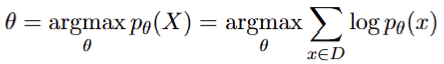 θ = argmax_θ p_θ(X) = argmax_θ ∑_{x∈D} log p_θ(x)